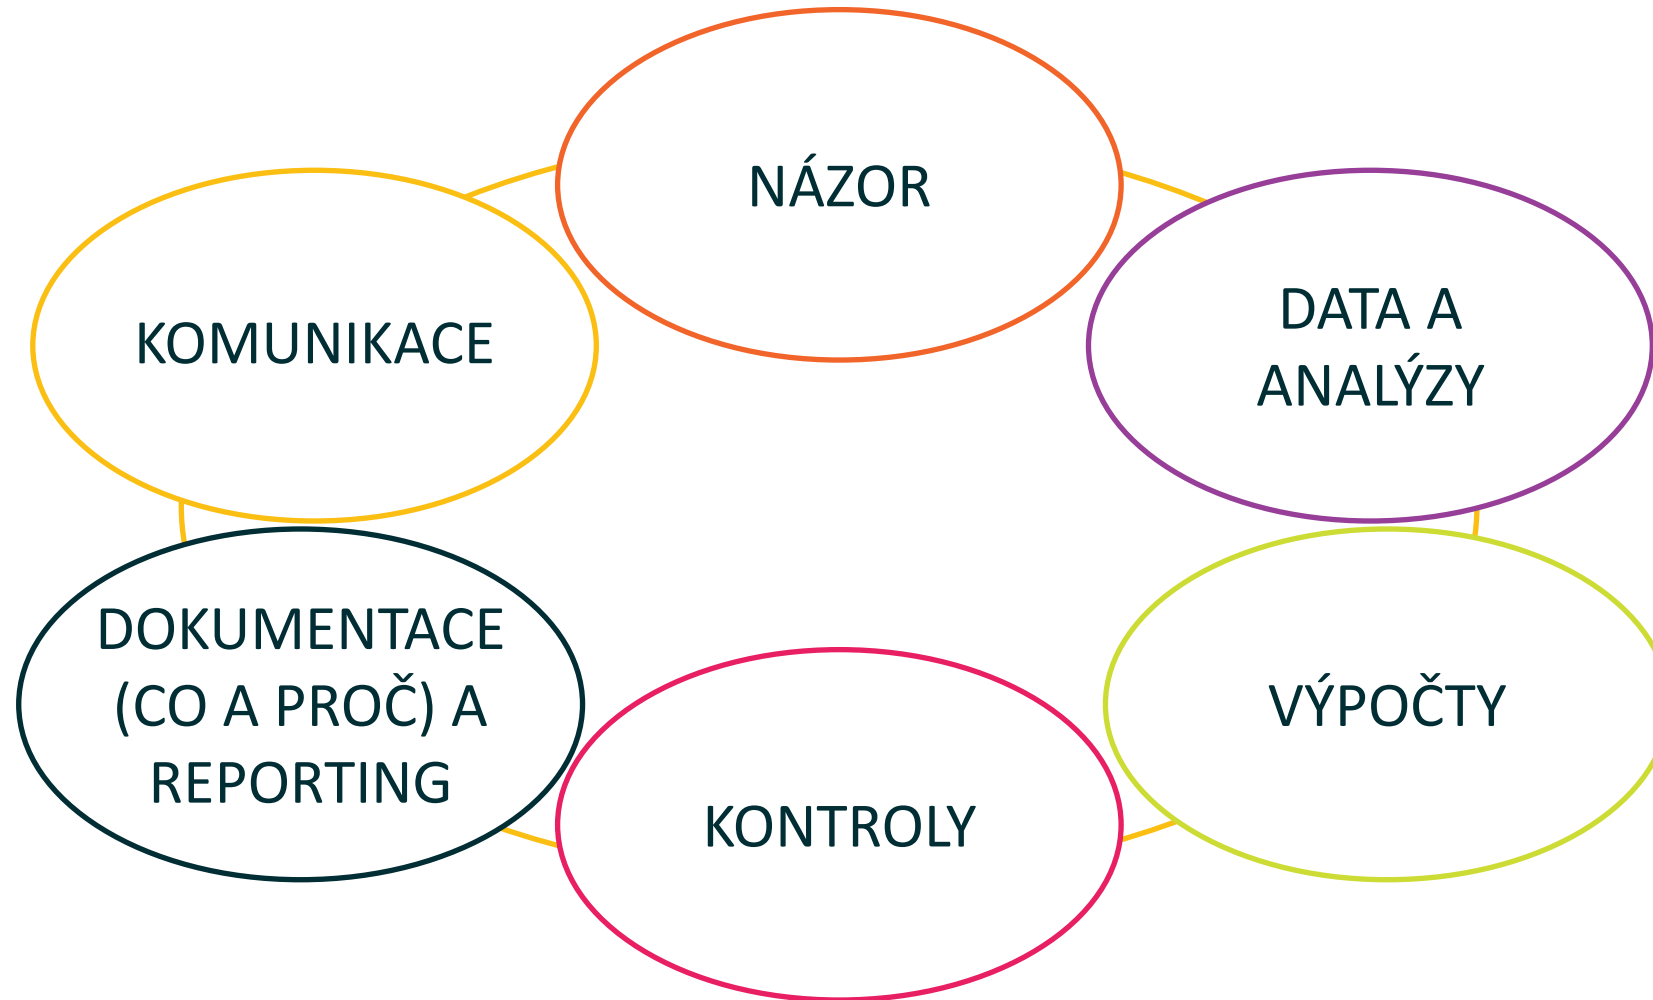 NÁZOR
DATA A
ANALÝZY
VÝPOČTY
KONTROLY
DOKUMENTACE
(CO A PROČ) A
REPORTING
KOMUNIKACE